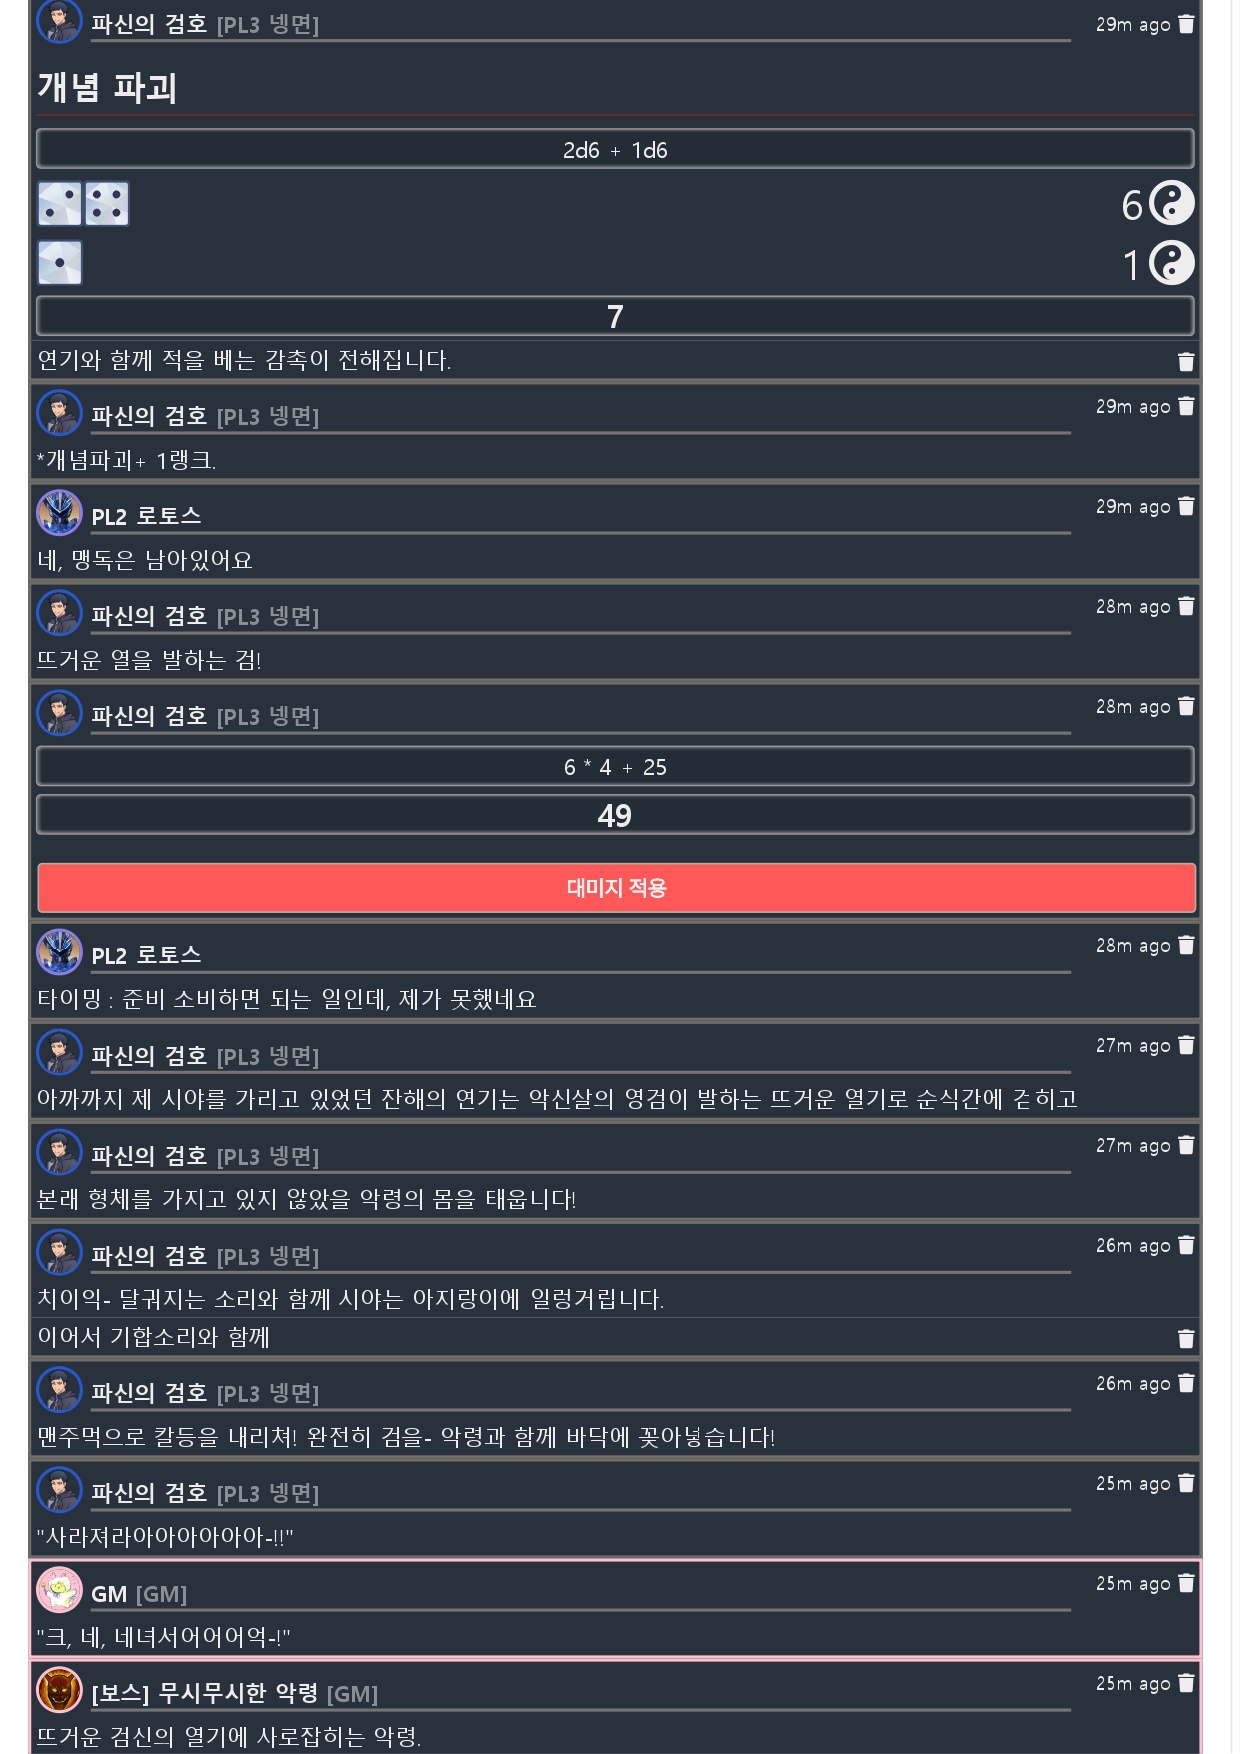 파신의 검호 [PL3 넹면] 29m ago
개념 파괴
2d6 + 1d6
6
1
7
연기와 함께 적을 베는 감촉이 전해집니다.
파신의 검호 [PL3 넹면] 29m ago
*개념파괴+ 1랭크.
PL2 로토스 29m ago
네, 맹독은 남아있어요
파신의 검호 [PL3 넹면] 28m ago
뜨거운 열을 발하는 검!
파신의 검호 [PL3 넹면] 28m ago
6 * 4 + 25
49
대미지 적용
PL2 로토스 28m ago
타이밍 : 준비 소비하면 되는 일인데, 제가 못했네요
파신의 검호 [PL3 넹면] 27m ago
아까까지 제 시야를 가리고 있었던 잔해의 연기는 악신살의 영검이 발하는 뜨거운 열기로 순식간에 걷히고
파신의 검호 [PL3 넹면] 27m ago
본래 형체를 가지고 있지 않았을 악령의 몸을 태웁니다!
파신의 검호 [PL3 넹면] 26m ago
치이익- 달궈지는 소리와 함께 시야는 아지랑이에 일렁거립니다.
이어서 기합소리와 함께
파신의 검호 [PL3 넹면] 26m ago
맨주먹으로 칼등을 내리쳐! 완전히 검을- 악령과 함께 바닥에 꽂아넣습니다!
파신의 검호 [PL3 넹면] 25m ago
"사라져라아아아아아아-!!"
GM [GM] 25m ago
"크, 네, 네녀서어어어억-!"
[보스] 무시무시한 악령 [GM] 25m ago
뜨거운 검신의 열기에 사로잡히는 악령.